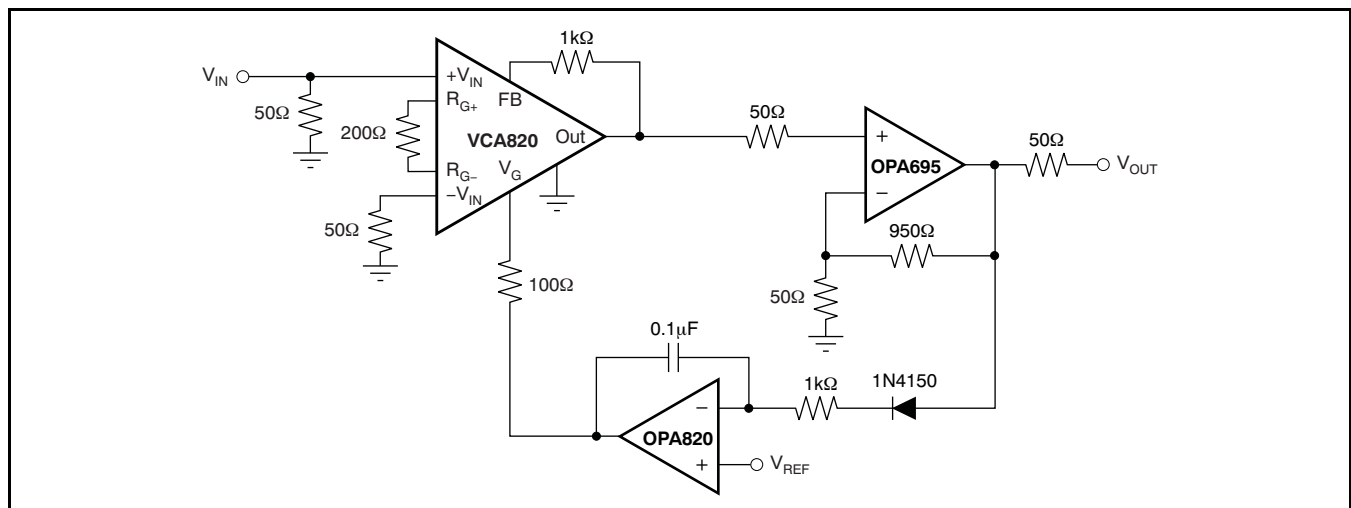 1kΩ
V_IN
+V_IN
R_G+
FB
50Ω
200Ω
VCA820
Out
R_G−
V_G
−V_IN
50Ω
100Ω
50Ω
+
OPA695
−
50Ω
V_OUT
950Ω
50Ω
0.1μF
1kΩ
1N4150
−
OPA820
+
V_REF